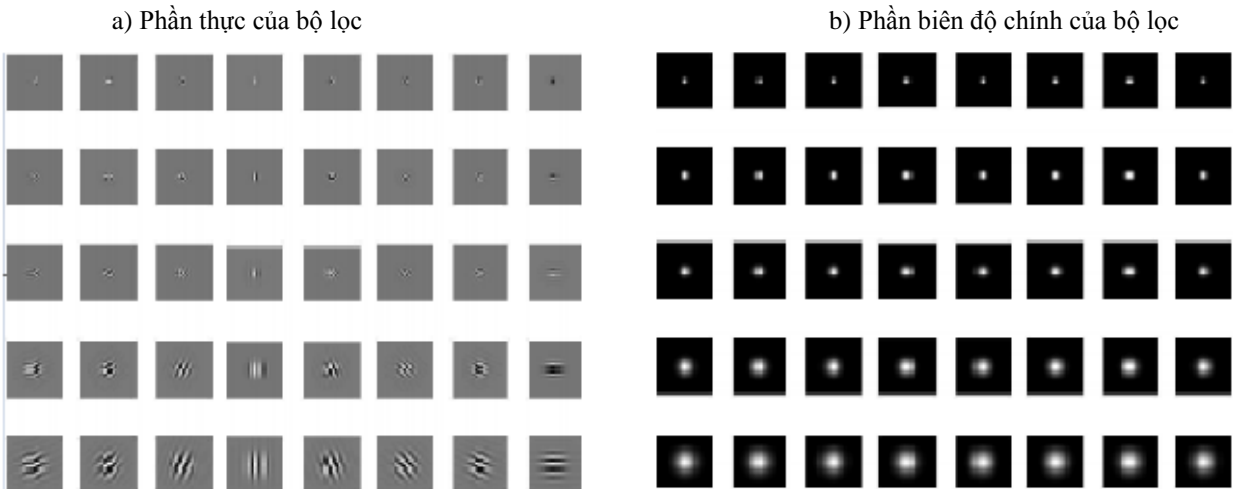 a) Phần thực của bộ lọc
b) Phần biên độ chính của bộ lọc